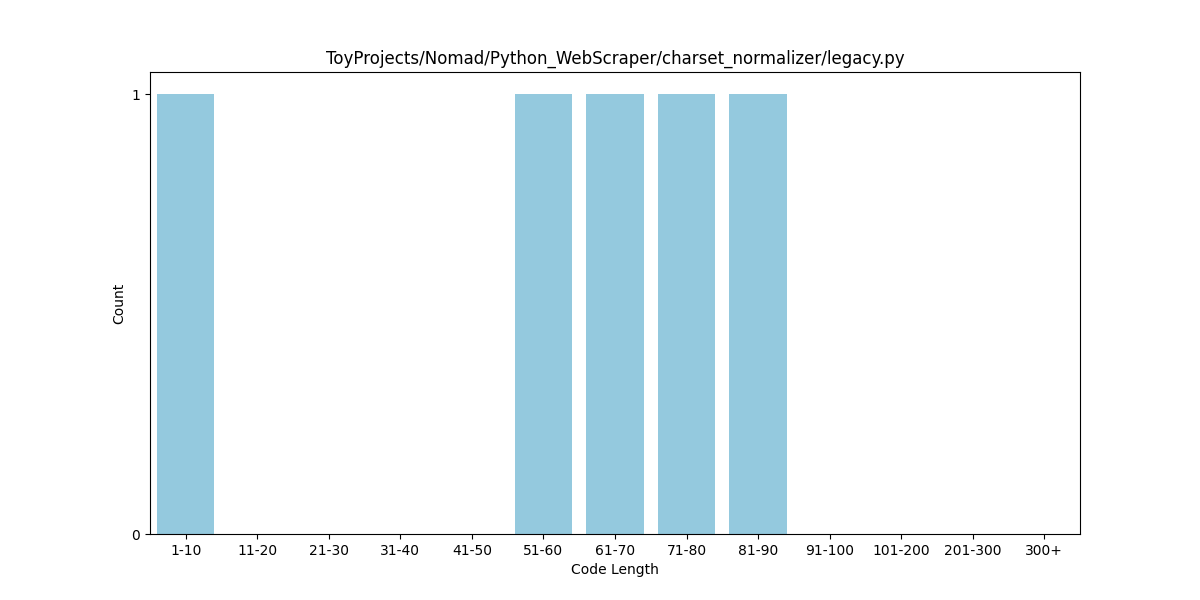 ToyProjects/Nomad/Python_WebScraper/charset_normalizer/legacy.py
1
Count
0
1-10 11-20 21-30 31-40 41-50 51-60 61-70 71-80 81-90 91-100 101-200 201-300 300+
Code Length